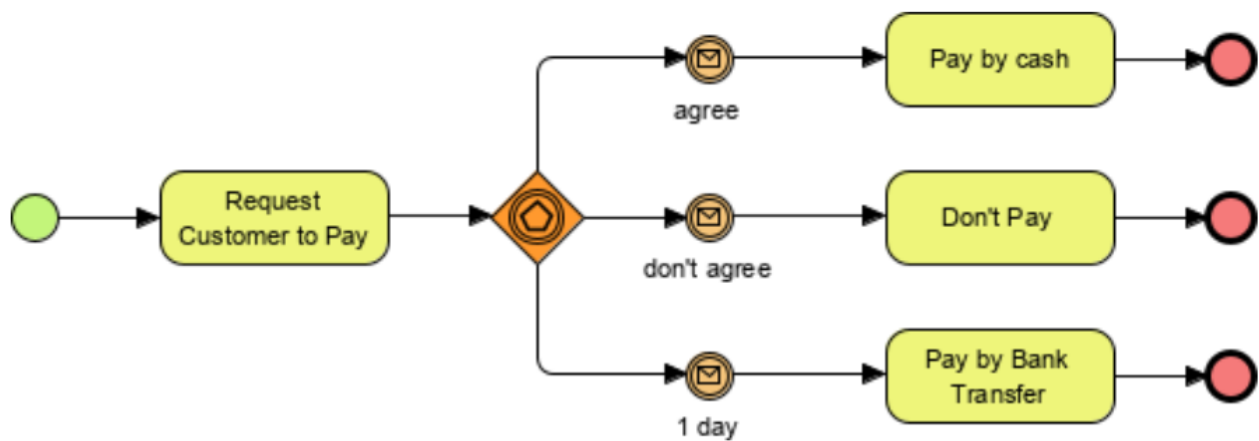 Pay by cash
agree
Request
Customer to Pay
Don't Pay
don't agree
Pay by Bank
Transfer
1 day